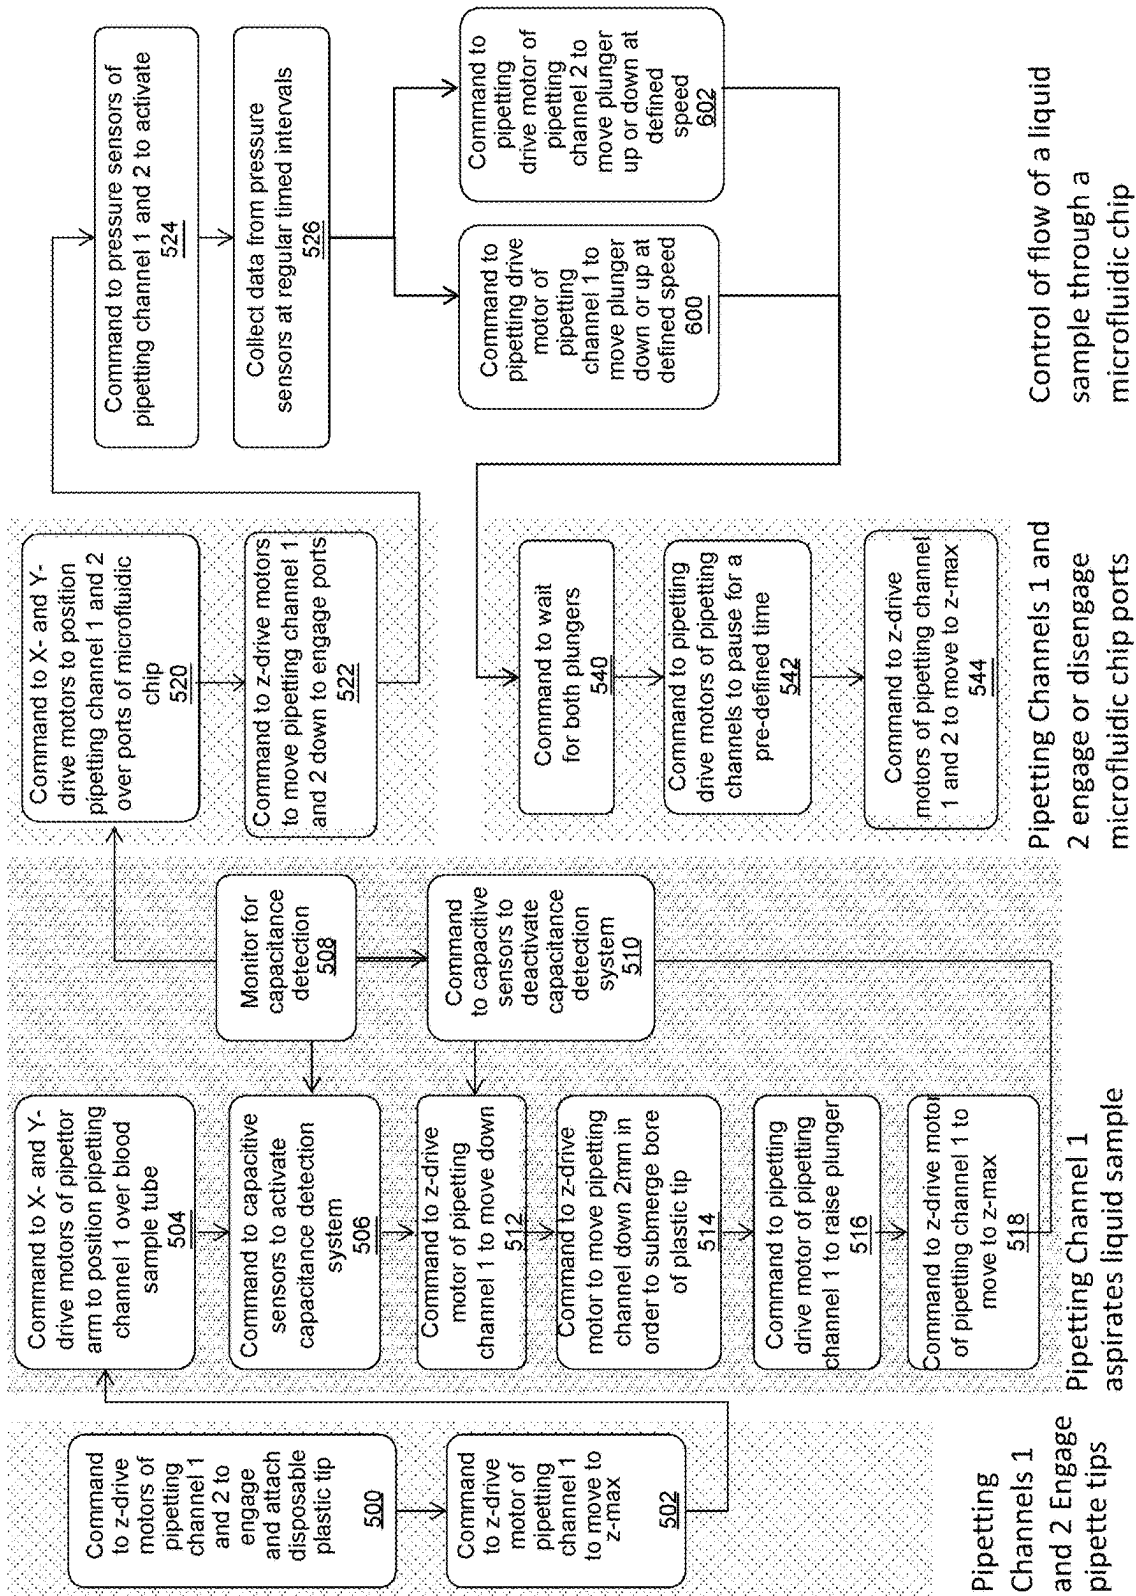 Command
to z-drive
motors of
pipetting
channel 1
and 2 to
engage
and attach
disposable
plastic tip
500
Command
to z-drive
motor of
pipetting
channel 1
to move to
z-max
502
Pipetting
Channels 1
and 2 Engage
pipette tips
Command to X- and Y-
drive motors of pipettor
arm to position pipetting
channel 1 over blood
sample tube
504
Command to capacitive
sensors to activate
capacitance detection
system
506
Command to z-drive
motor of pipetting
channel 1 to move down
512
Command to z-drive
motor to move pipetting
channel down 2mm in
order to submerge bore
of plastic tip
514
Command to pipetting
drive motor of pipetting
channel 1 to raise plunger
516
Command to z-drive motor
of pipetting channel 1 to
move to z-max
518
Monitor for
capacitance
detection
508
Command
to capacitive
sensors to
deactivate
capacitance
detection
system
510
Pipetting Channel 1
aspirates liquid sample
Command to X- and Y-
drive motors to position
pipetting channel 1 and 2
over ports of microfluidic
chip
520
Command to z-drive motors
to move pipetting channel 1
and 2 down to engage ports
522
Command to wait
for both plungers
540
Command to pipetting
drive motors of pipetting
channels to pause for a
pre-defined time
542
Command to z-drive
motors of pipetting channel
1 and 2 to move to z-max
544
Pipetting Channels 1 and
2 engage or disengage
microfluidic chip ports
Command to pressure sensors of
pipetting channel 1 and 2 to activate
524
Collect data from pressure
sensors at regular timed intervals
526
Command to
pipetting drive
motor of
pipetting
channel 1 to
move plunger
down or up at
defined speed
600
Command to
pipetting
drive motor of
pipetting
channel 2 to
move plunger
up or down at
defined
speed
602
Control of flow of a liquid
sample through a
microfluidic chip